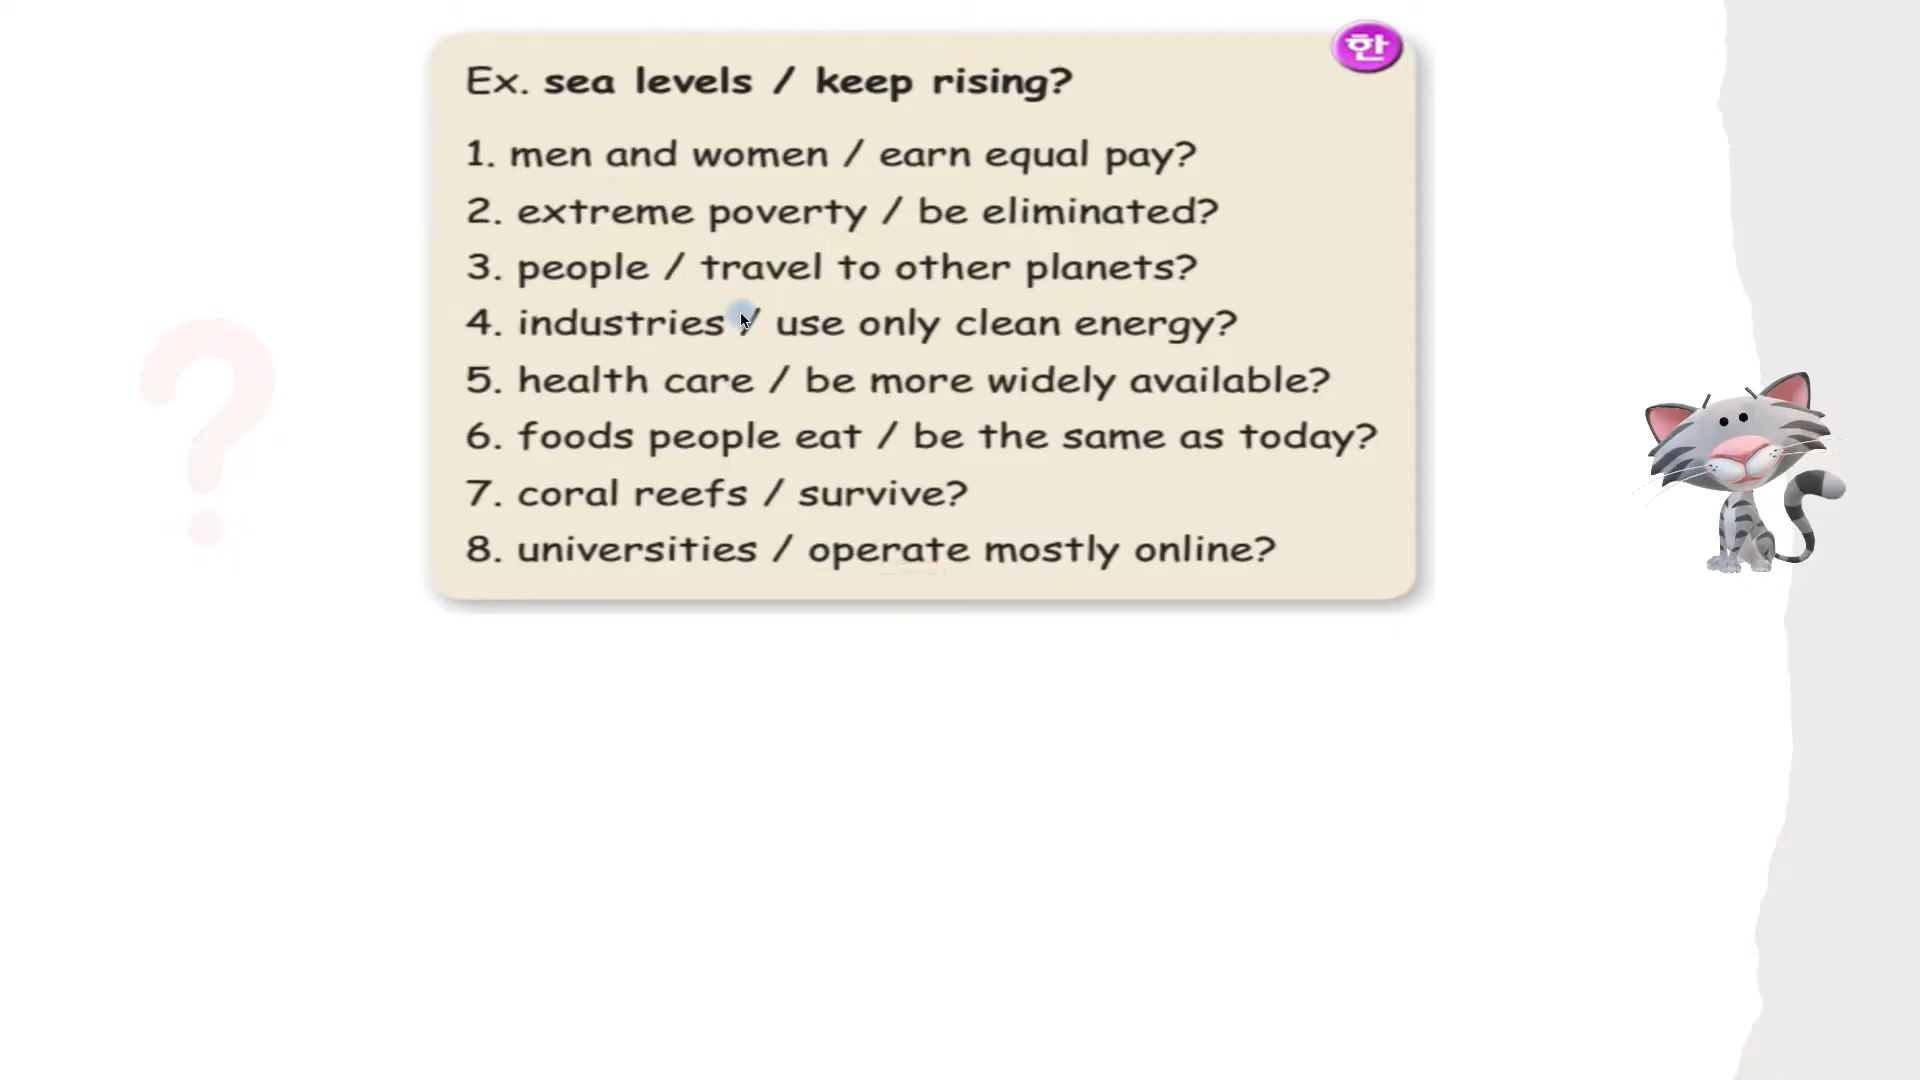 한
Ex. sea levels / keep rising?
1. men and women / earn equal pay?
2. extreme poverty / be eliminated?
3. people / travel to other planets?
4. industries / use only clean energy?
5. health care / be more widely available?
6. foods people eat / be the same as today?
7. coral reefs / survive?
8. universities / operate mostly online?
?